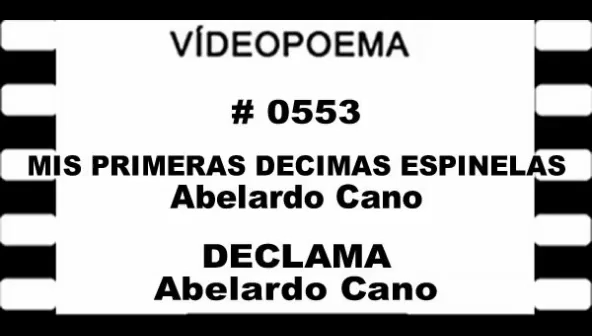 VÍDEOPOEMA
# 0553
MIS PRIMERAS DECIMAS ESPINELAS
Abelardo Cano
DECLAMA
Abelardo Cano